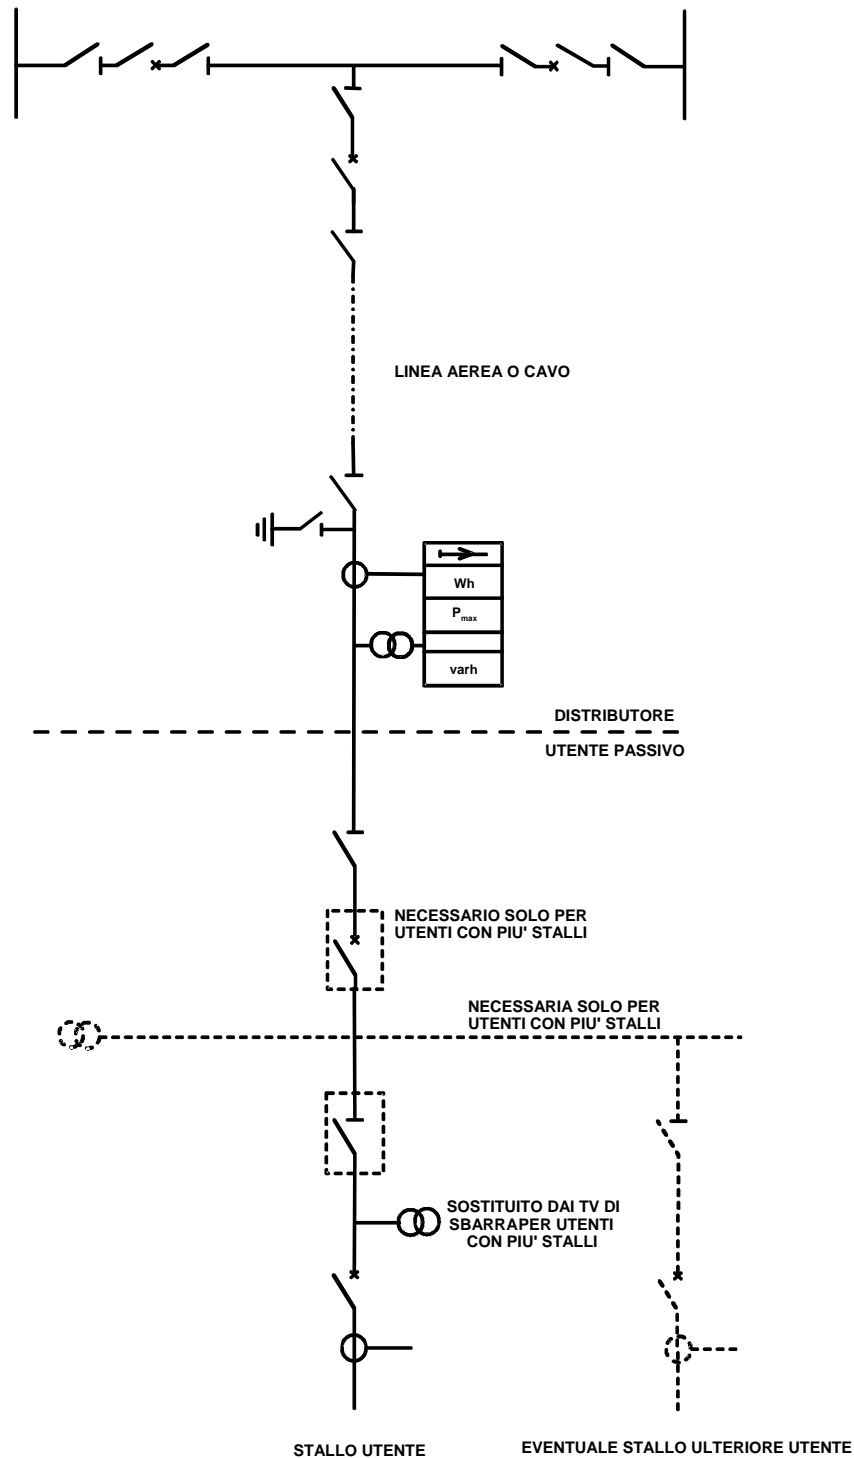 LINEA AEREA O CAVO
Wh
Pmax
varh
DISTRIBUTORE
UTENTE PASSIVO
NECESSARIO SOLO PER
UTENTI CON PIU' STALLI
NECESSARIA SOLO PER
UTENTI CON PIU' STALLI
SOSTITUITO DAI TV DI
SBARRAPER UTENTI
CON PIU' STALLI
STALLO UTENTE
EVENTUALE STALLO ULTERIORE UTENTE